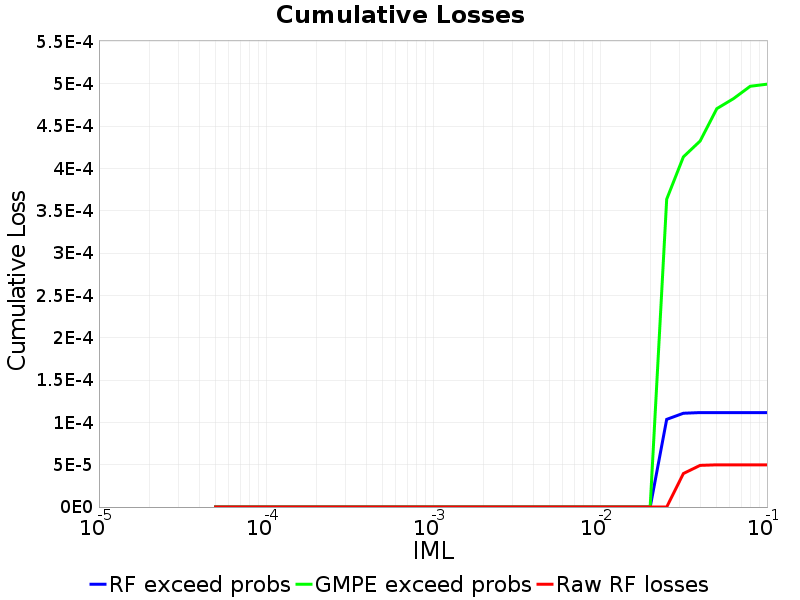 Cumulative Losses
5.5E-4
5E-4
4.5E-4
4E-4
3.5E-4
3E-4
2.5E-4
2E-4
1.5E-4
1E-4
5E-5
0E0
Cumulative Loss
10-5 10-4 10-3 10-2 10-1
IML
RF exceed probs GMPE exceed probs Raw RF losses